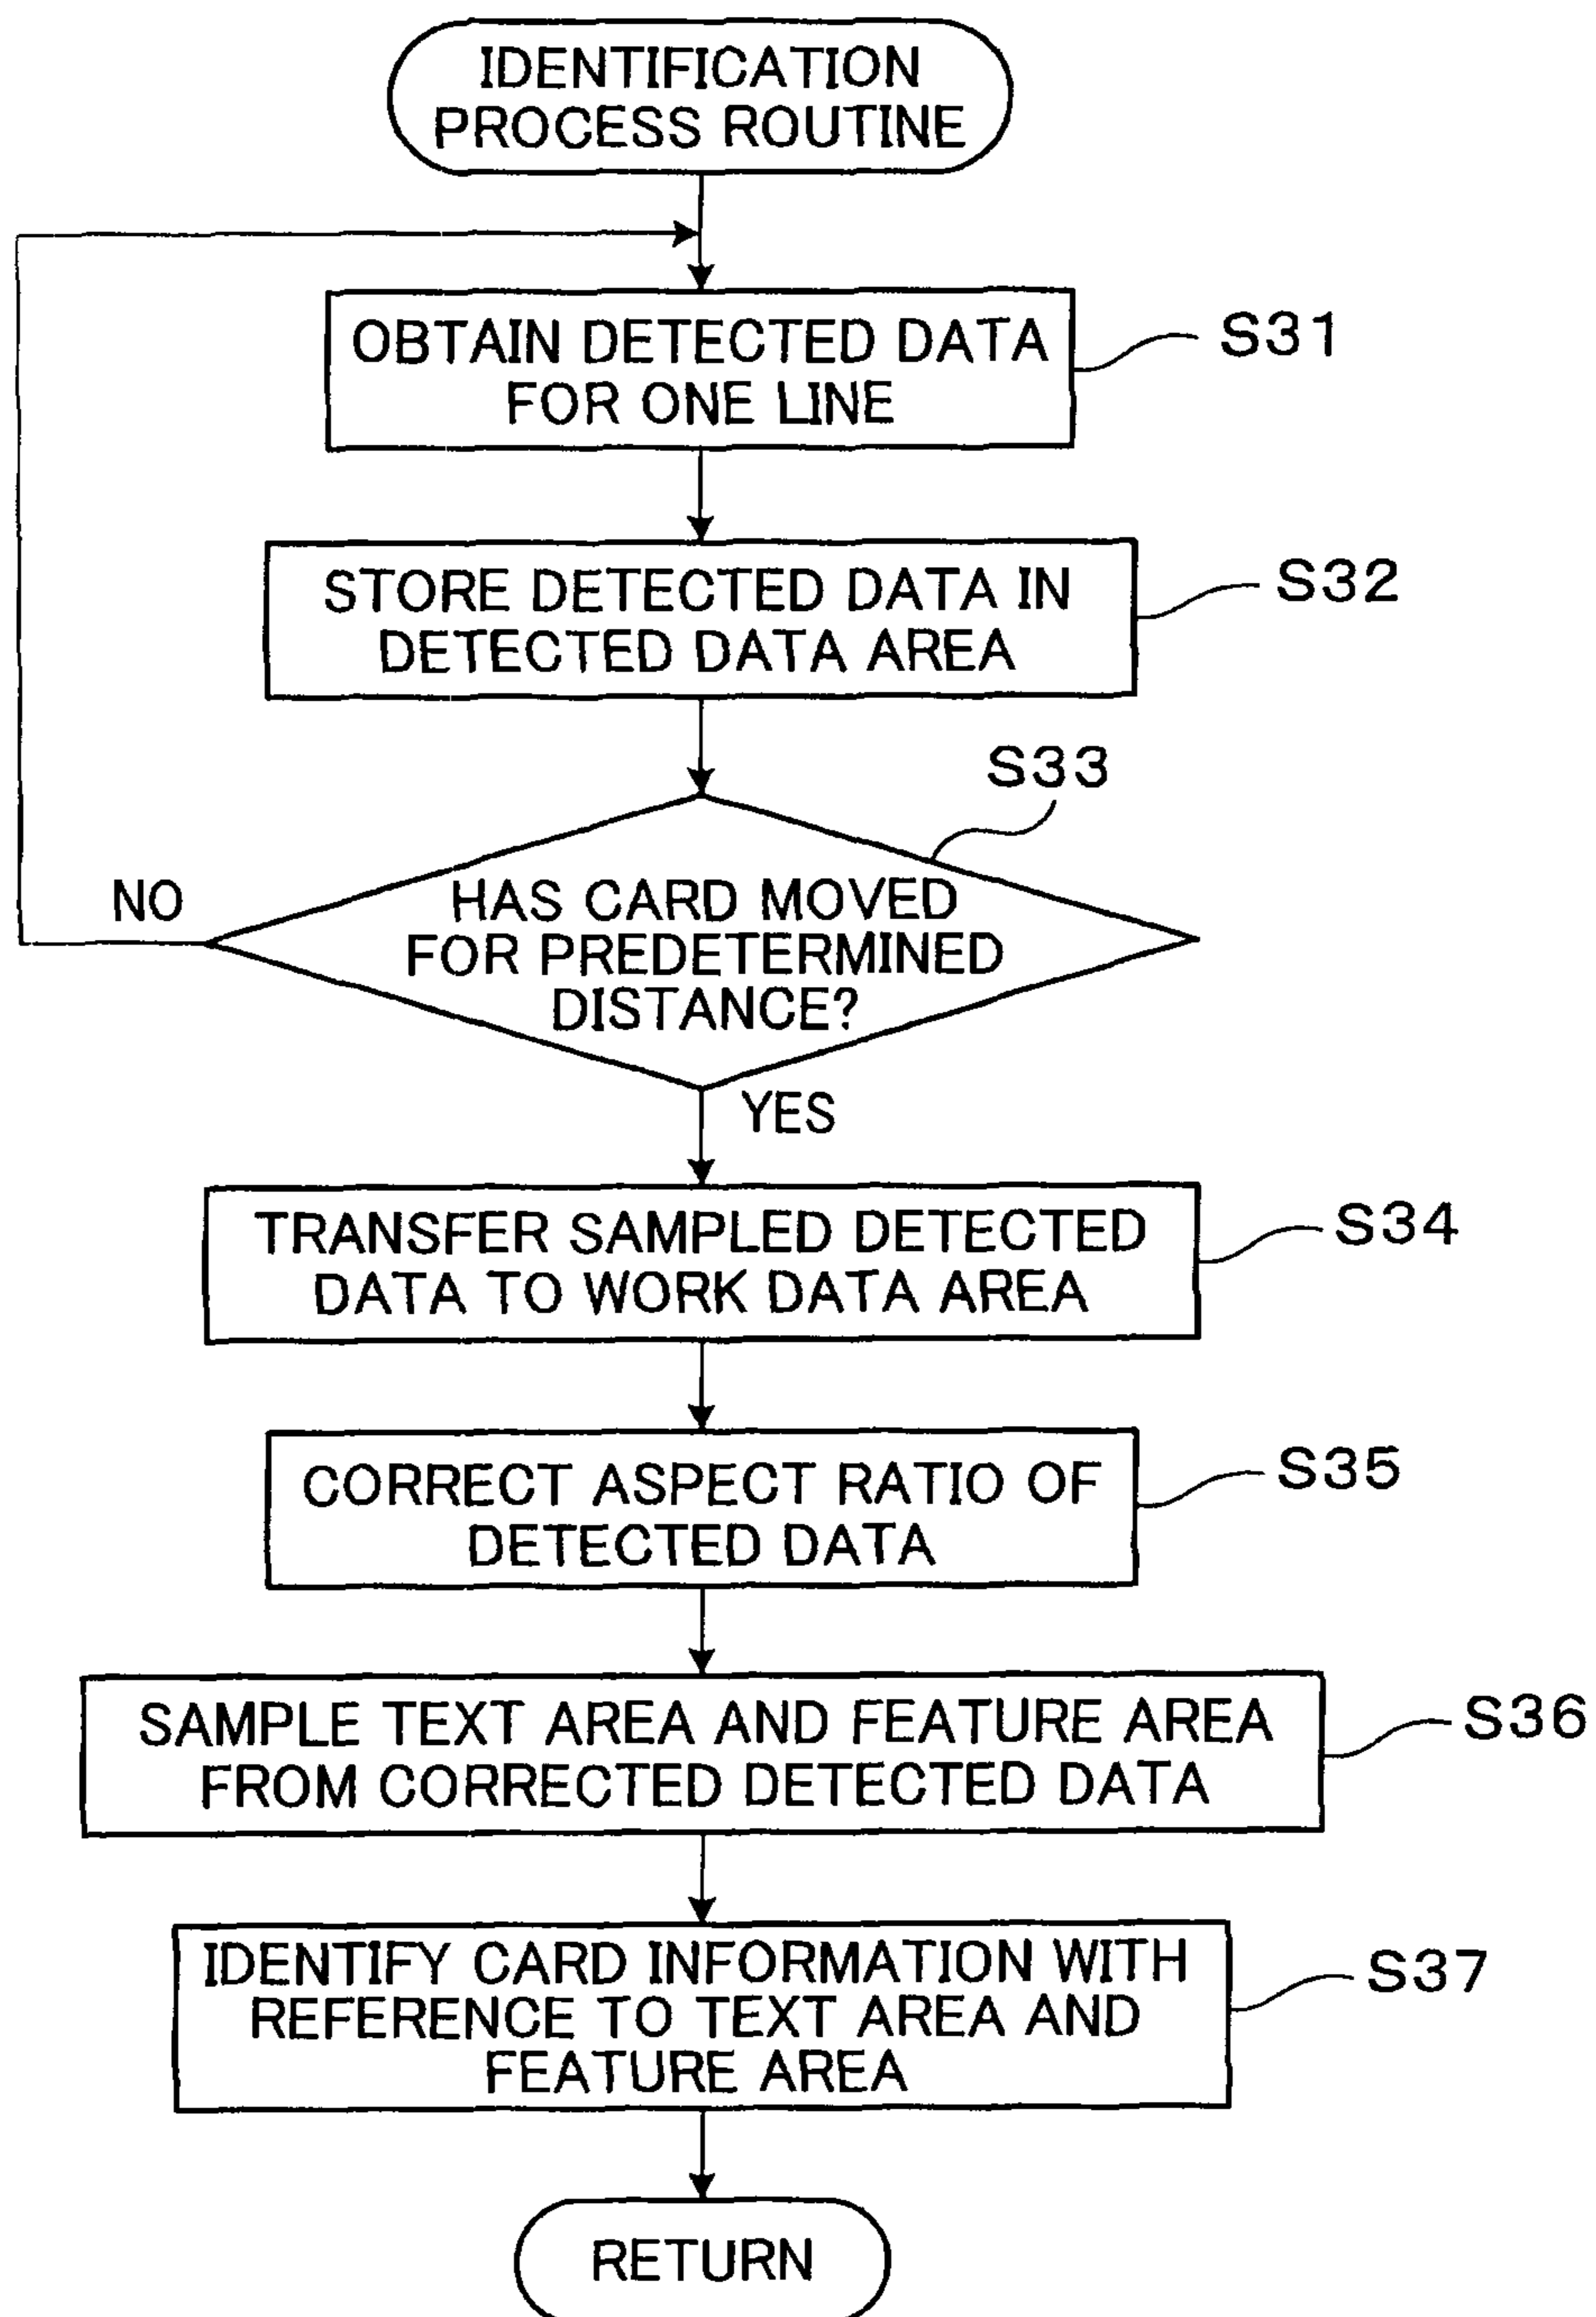 IDENTIFICATION
PROCESS ROUTINE
OBTAIN DETECTED DATA
FOR ONE LINE
S31
STORE DETECTED DATA IN
DETECTED DATA AREA
S32
S33
HAS CARD MOVED
FOR PREDETERMINED
DISTANCE?
NO
YES
TRANSFER SAMPLED DETECTED
DATA TO WORK DATA AREA
S34
CORRECT ASPECT RATIO OF
DETECTED DATA
S35
SAMPLE TEXT AREA AND FEATURE AREA
FROM CORRECTED DETECTED DATA
S36
IDENTIFY CARD INFORMATION WITH
REFERENCE TO TEXT AREA AND
FEATURE AREA
S37
RETURN